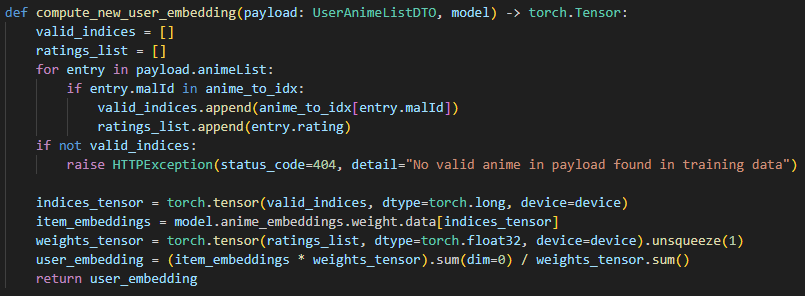 def compute_new_user_embedding(payload: UserAnimeListDTO, model) -> torch.Tensor:
    valid_indices = []
    ratings_list = []
    for entry in payload.animeList:
        if entry.malId in anime_to_idx:
            valid_indices.append(anime_to_idx[entry.malId])
            ratings_list.append(entry.rating)
    if not valid_indices:
        raise HTTPException(status_code=404, detail="No valid anime in payload found in training data")

    indices_tensor = torch.tensor(valid_indices, dtype=torch.long, device=device)
    item_embeddings = model.anime_embeddings.weight.data[indices_tensor]
    weights_tensor = torch.tensor(ratings_list, dtype=torch.float32, device=device).unsqueeze(1)
    user_embedding = (item_embeddings * weights_tensor).sum(dim=0) / weights_tensor.sum()
    return user_embedding